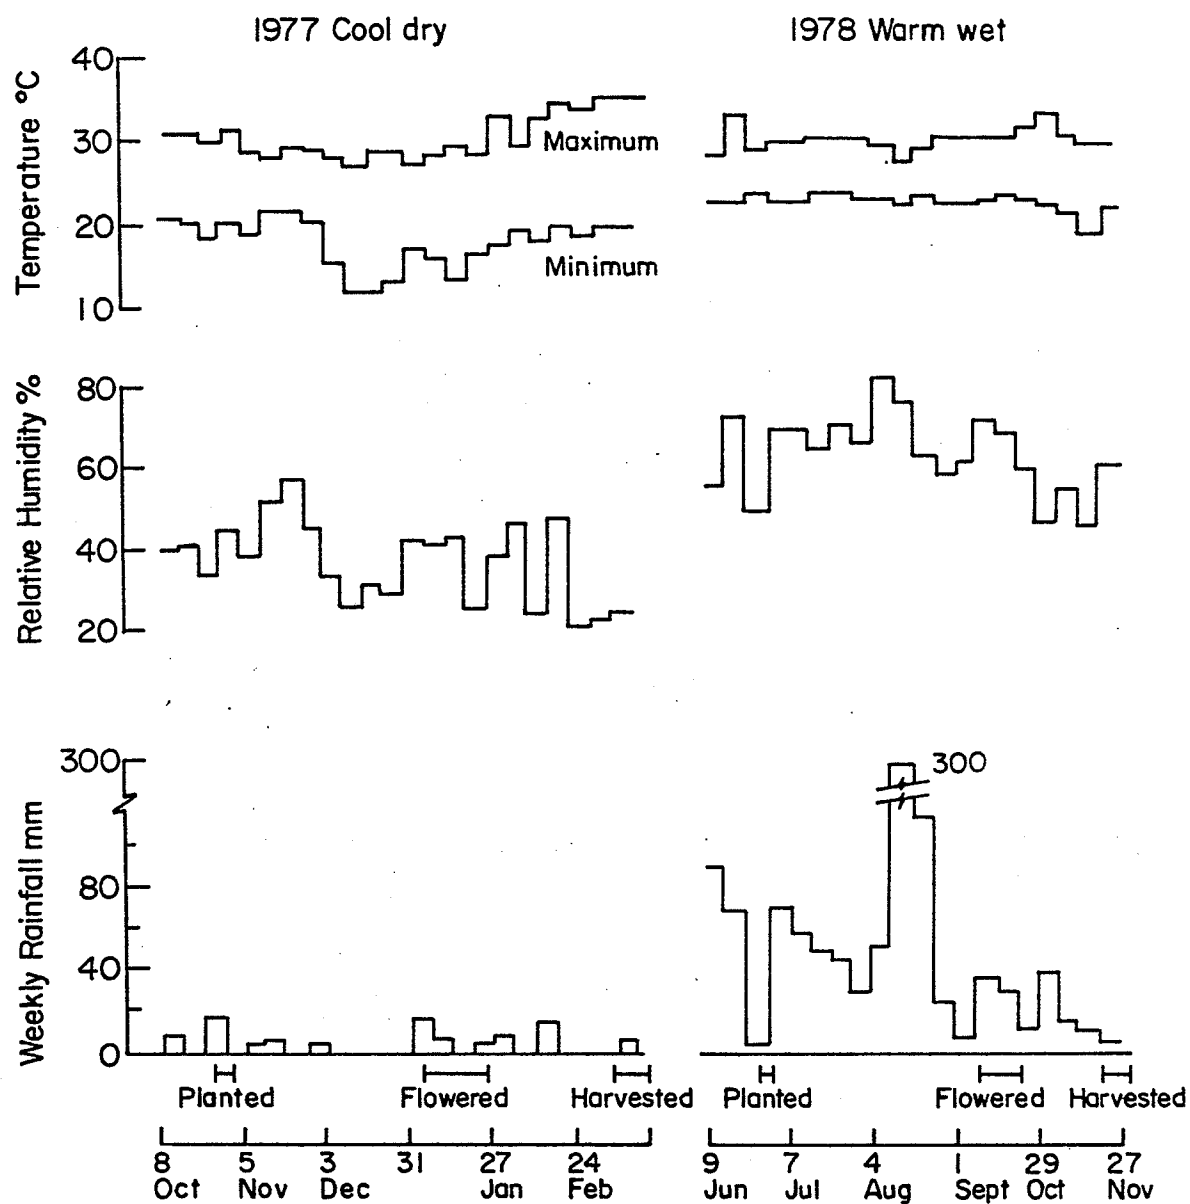 1977 Cool dry
1978 Warm wet
Temperature °C
40
30
20
10
Maximum
Minimum
Relative Humidity %
80
60
40
20
Weekly Rainfall mm
300
80
40
0
300
Planted
Flowered
Harvested
Planted
Flowered
Harvested
8 5 3 31 27 24
Oct Nov Dec Jan Feb
9 7 4 1 29 27
Jun Jul Aug Sept Oct Nov